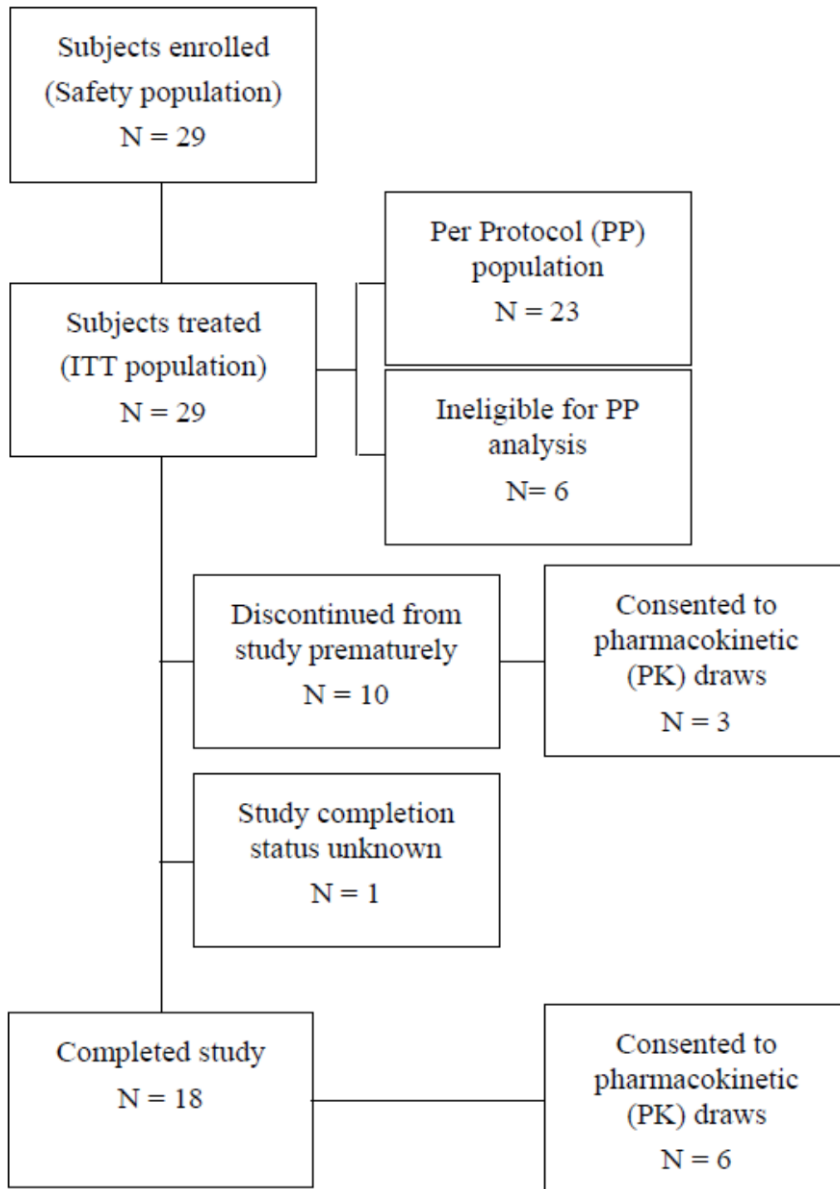 Subjects enrolled
(Safety population)
N = 29
Per Protocol (PP)
population
N = 23
Subjects treated
(ITT population)
N = 29
Ineligible for PP
analysis
N= 6
Discontinued from
study prematurely
N = 10
Consented to
pharmacokinetic
(PK) draws
N = 3
Study completion
status unknown
N = 1
Completed study
N = 18
Consented to
pharmacokinetic
(PK) draws
N = 6